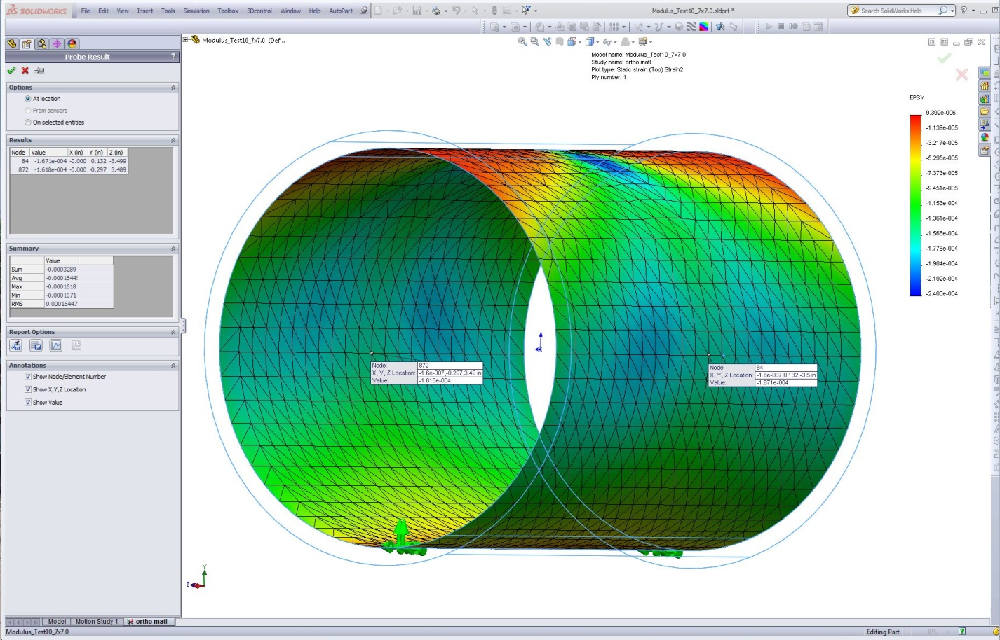 SOLIDWORKS File Edit View Insert Tools Simulation Toolbox 3Dcontrol Window Help AutoPart Modulus_Test10_7x7.0.sldprt * Search SolidWorks Help
Modulus_Test10_7x7.0 (Def...
Probe Result ?
Options
At location
From sensors
On selected entities
Results
Node Value X (in) Y (in) Z (in)
84 -1.671e-004 -0.000 0.132 -3.499
872 -1.618e-004 -0.000 -0.297 3.489
Summary
Value
Sum -0.0003289
Avg -0.00016445
Max -0.0001618
Min -0.0001671
RMS 0.00016447
Report Options
Annotations
Show Node/Element Number
Show X,Y,Z Location
Show Value
Model name: Modulus_Test10_7x7.0
Study name: ortho matl
Plot type: Static strain (Top) Strain2
Ply number: 1
EPSY
9.392e-006
-1.139e-005
-3.217e-005
-5.295e-005
-7.373e-005
-9.451e-005
-1.153e-004
-1.361e-004
-1.568e-004
-1.776e-004
-1.984e-004
-2.192e-004
-2.400e-004
Node: 872
X, Y, Z Location: -1.6e-007,-0.297,3.49 in
Value: -1.618e-004
Node: 84
X, Y, Z Location: -1.6e-007,0.132,-3.5 in
Value: -1.671e-004
Y
Z
Model Motion Study 1 ortho matl
Modulus_Test10_7x7.0 Editing Part IPS